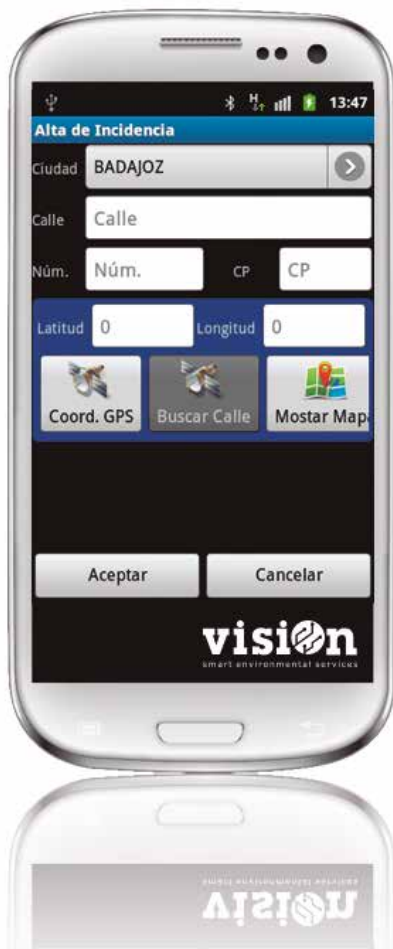 H 13:47
Alta de Incidencia
Ciudad BADAJOZ
Calle Calle
Núm. Núm. CP CP
Latitud 0 Longitud 0
Coord. GPS Buscar Calle Mostar Mapa
Aceptar Cancelar
vision
smart environmental services